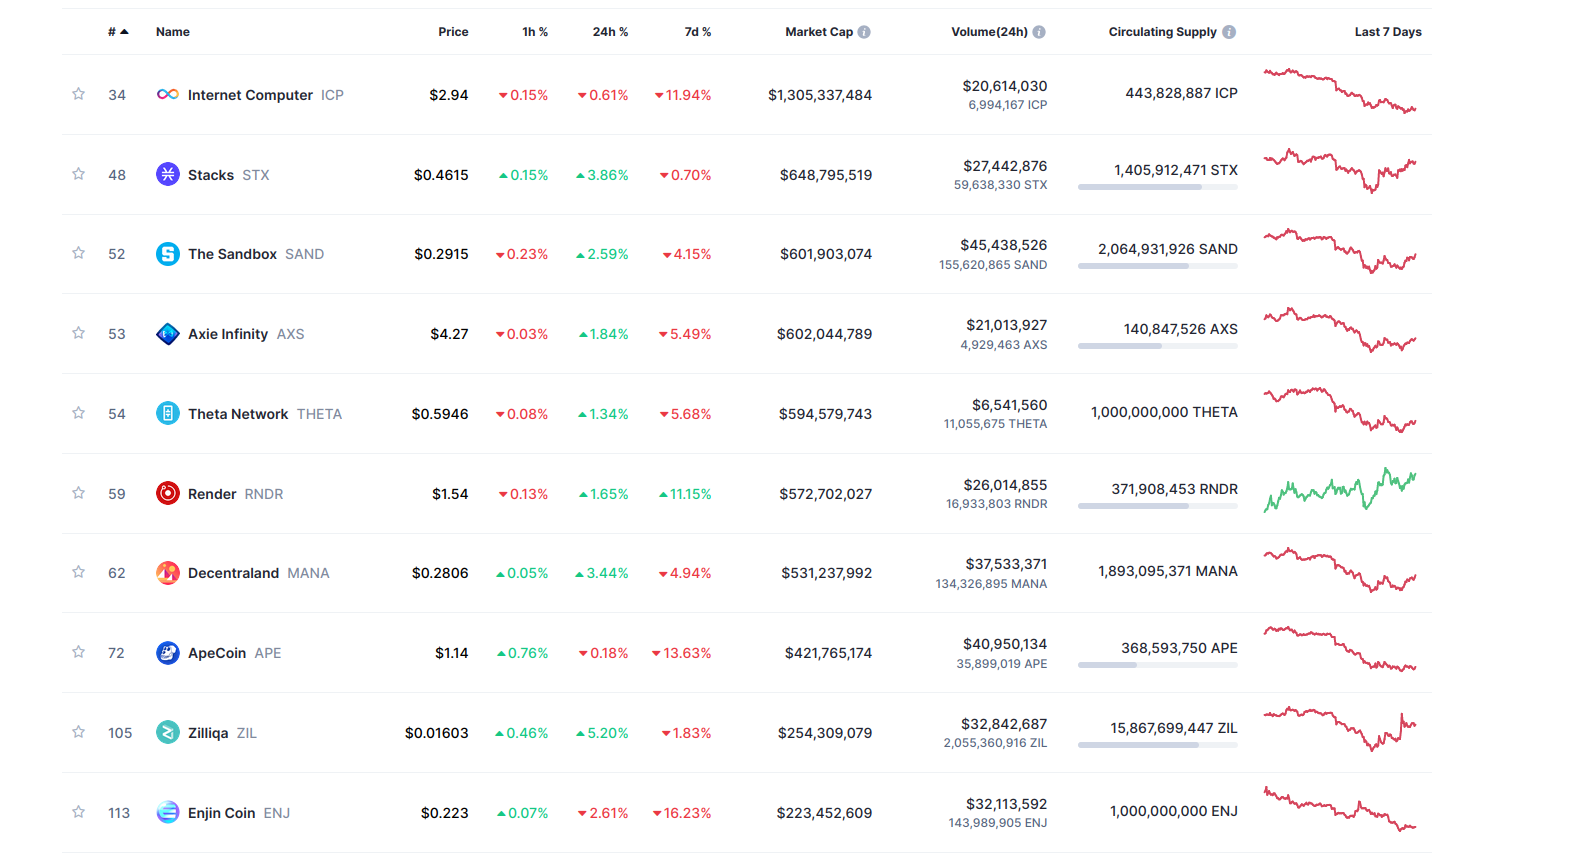 # Name Price 1h % 24h % 7d % Market Cap Volume(24h) Circulating Supply Last 7 Days
34 Internet Computer ICP $2.94 0.15% 0.61% 11.94% $1,305,337,484 $20,614,030 443,828,887 ICP
6,994,167 ICP
48 Stacks STX $0.4615 0.15% 3.86% 0.70% $648,795,519 $27,442,876 1,405,912,471 STX
59,638,330 STX
52 The Sandbox SAND $0.2915 0.23% 2.59% 4.15% $601,903,074 $45,438,526 2,064,931,926 SAND
155,620,865 SAND
53 Axie Infinity AXS $4.27 0.03% 1.84% 5.49% $602,044,789 $21,013,927 140,847,526 AXS
4,929,463 AXS
54 Theta Network THETA $0.5946 0.08% 1.34% 5.68% $594,579,743 $6,541,560 1,000,000,000 THETA
11,055,675 THETA
59 Render RNDR $1.54 0.13% 1.65% 11.15% $572,702,027 $26,014,855 371,908,453 RNDR
16,933,803 RNDR
62 Decentraland MANA $0.2806 0.05% 3.44% 4.94% $531,237,992 $37,533,371 1,893,095,371 MANA
134,326,895 MANA
72 ApeCoin APE $1.14 0.76% 0.18% 13.63% $421,765,174 $40,950,134 368,593,750 APE
35,899,019 APE
105 Zilliqa ZIL $0.01603 0.46% 5.20% 1.83% $254,309,079 $32,842,687 15,867,699,447 ZIL
2,055,360,916 ZIL
113 Enjin Coin ENJ $0.223 0.07% 2.61% 16.23% $223,452,609 $32,113,592 1,000,000,000 ENJ
143,989,905 ENJ